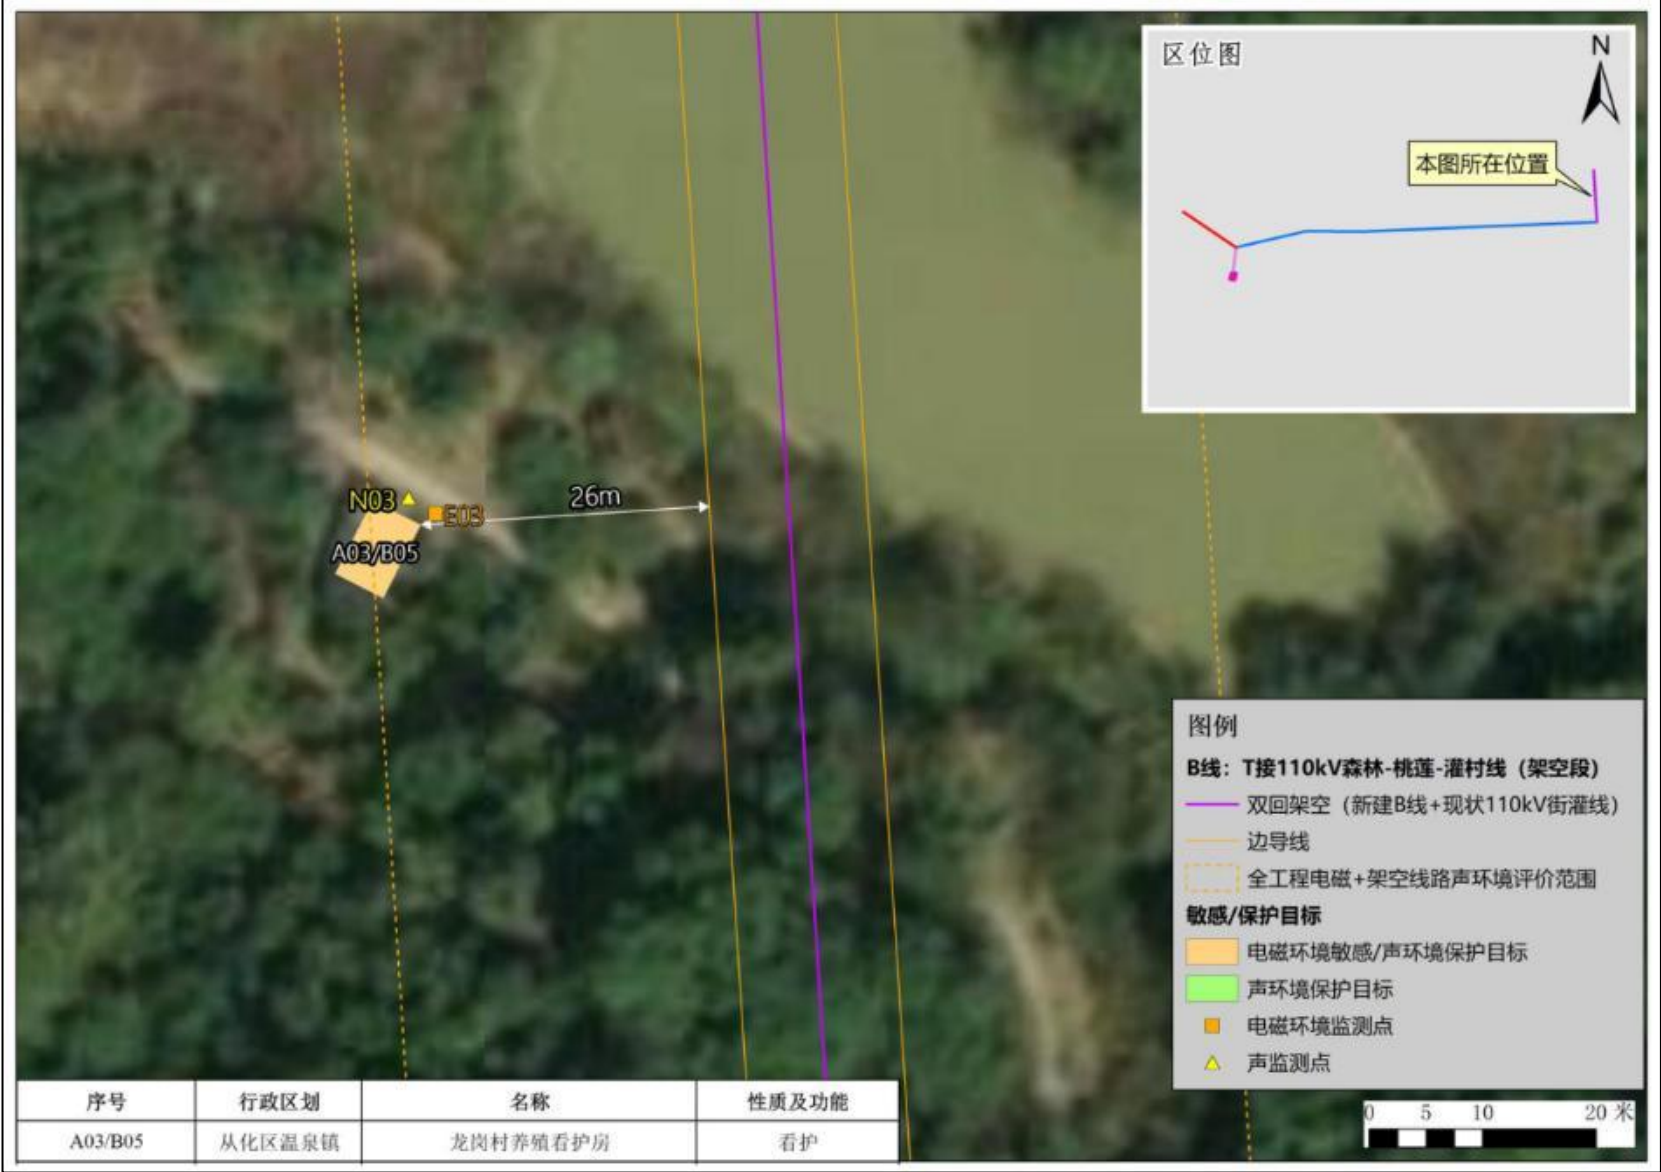 区位图
N
本图所在位置
26m
N03
E03
A03/B05
图例
B线：T接110kV森林-桃莲-灌村线（架空段）
双回架空（新建B线+现状110kV街灌线）
边导线
全工程电磁+架空线路声环境评价范围
敏感/保护目标
电磁环境敏感/声环境保护目标
声环境保护目标
电磁环境监测点
声监测点
0 5 10 20 米
序号 行政区划 名称 性质及功能
A03/B05 从化区温泉镇 龙岗村养殖看护房 看护